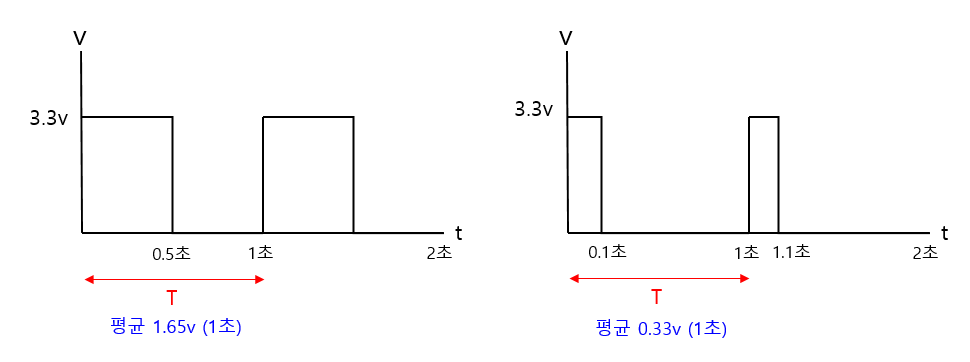 V
3.3v
t
0.5초 1초 2초
T
평균 1.65v (1초)
V
3.3v
t
0.1초 1초 1.1초 2초
T
평균 0.33v (1초)